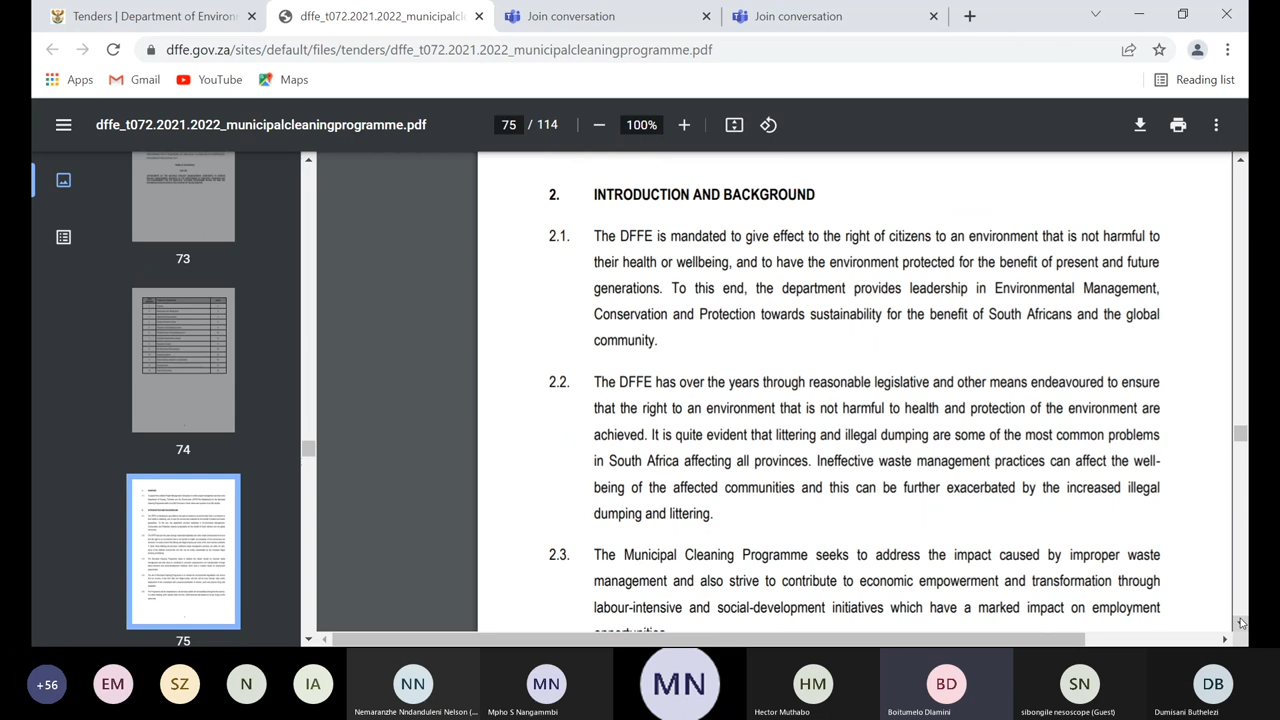 Tenders | Department of Environ
dffe_t072.2021.2022_municipalcl
Join conversation
Join conversation
dffe.gov.za/sites/default/files/tenders/dffe_t072.2021.2022_municipalcleaningprogramme.pdf
Apps
Gmail
YouTube
Maps
Reading list
dffe_t072.2021.2022_municipalcleaningprogramme.pdf
75 / 114
100%
73
74
75
2. INTRODUCTION AND BACKGROUND
2.1. The DFFE is mandated to give effect to the right of citizens to an environment that is not harmful to
their health or wellbeing, and to have the environment protected for the benefit of present and future
generations. To this end, the department provides leadership in Environmental Management,
Conservation and Protection towards sustainability for the benefit of South Africans and the global
community.
2.2. The DFFE has over the years through reasonable legislative and other means endeavoured to ensure
that the right to an environment that is not harmful to health and protection of the environment are
achieved. It is quite evident that littering and illegal dumping are some of the most common problems
in South Africa affecting all provinces. Ineffective waste management practices can affect the well-
being of the affected communities and this can be further exacerbated by the increased illegal
dumping and littering.
2.3. The Municipal Cleaning Programme seeks to address the impact caused by improper waste
management and also strive to contribute to economic empowerment and transformation through
labour-intensive and social-development initiatives which have a marked impact on employment
opportunities.
+56
EM
SZ
N
IA
NN
MN
MN
HM
BD
SN
DB
Nemaranzhe Ndanduleni Nelson (...
Mpho S Nangambi
Hector Muthabo
Boitumelo Dlamini
sibongile nesoscope (Guest)
Dumisani Buthelezi